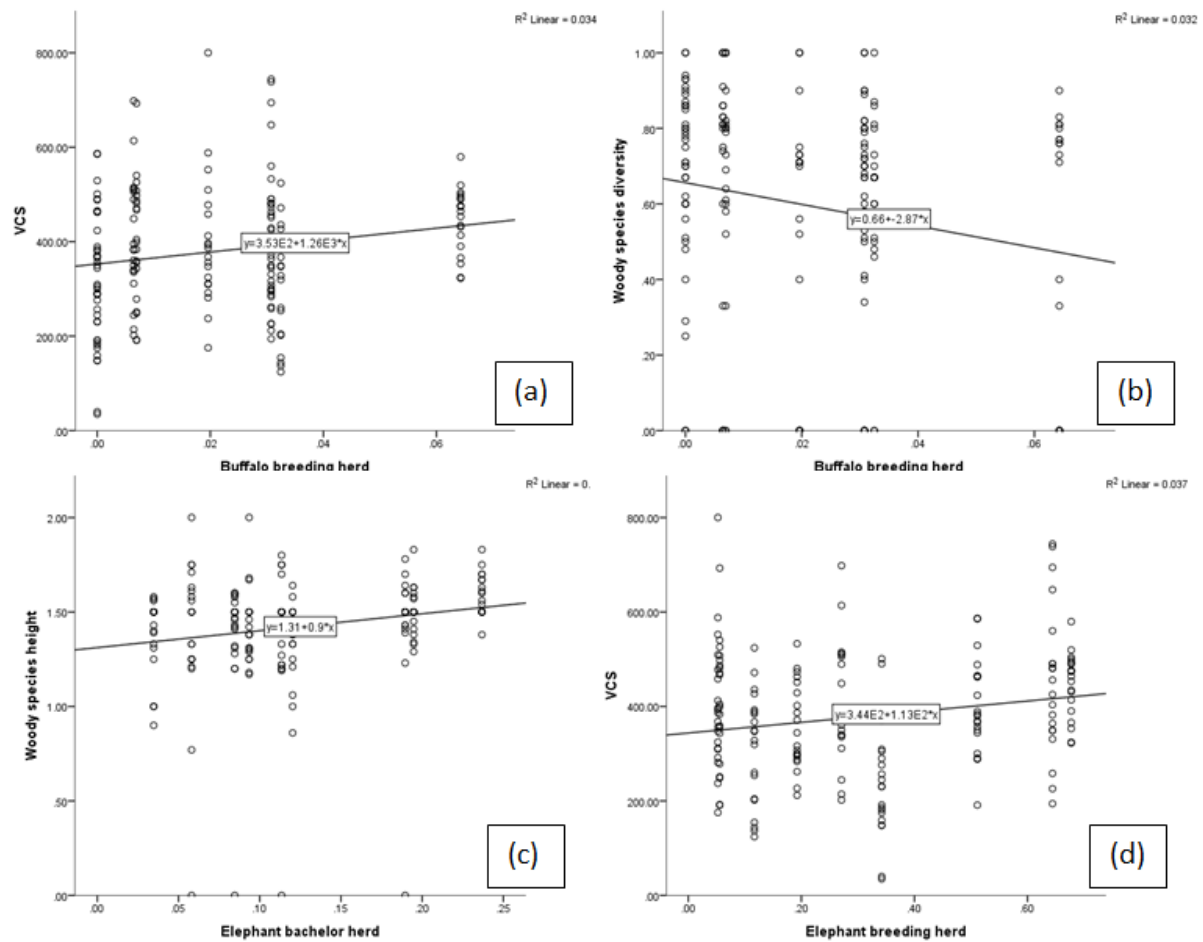 R² Linear = 0.034
800.00
600.00
400.00
200.00
.00
VCS
y=3.53E2+1.26E3*x
(a)
.00 .02 .04 .06
Buffalo breeding herd
R² Linear = 0.032
1.00
.80
.60
.40
.20
.00
Woody species diversity
y=0.66+-2.87*x
(b)
.00 .02 .04 .06
Buffalo breeding herd
R² Linear = 0.
2.00
1.50
1.00
.50
.00
Woody species height
y=1.31+0.9*x
(c)
.00 .05 .10 .15 .20 .25
Elephant bachelor herd
R² Linear = 0.037
800.00
600.00
400.00
200.00
.00
VCS
y=3.44E2+1.13E2*x
(d)
.00 .20 .40 .60
Elephant breeding herd